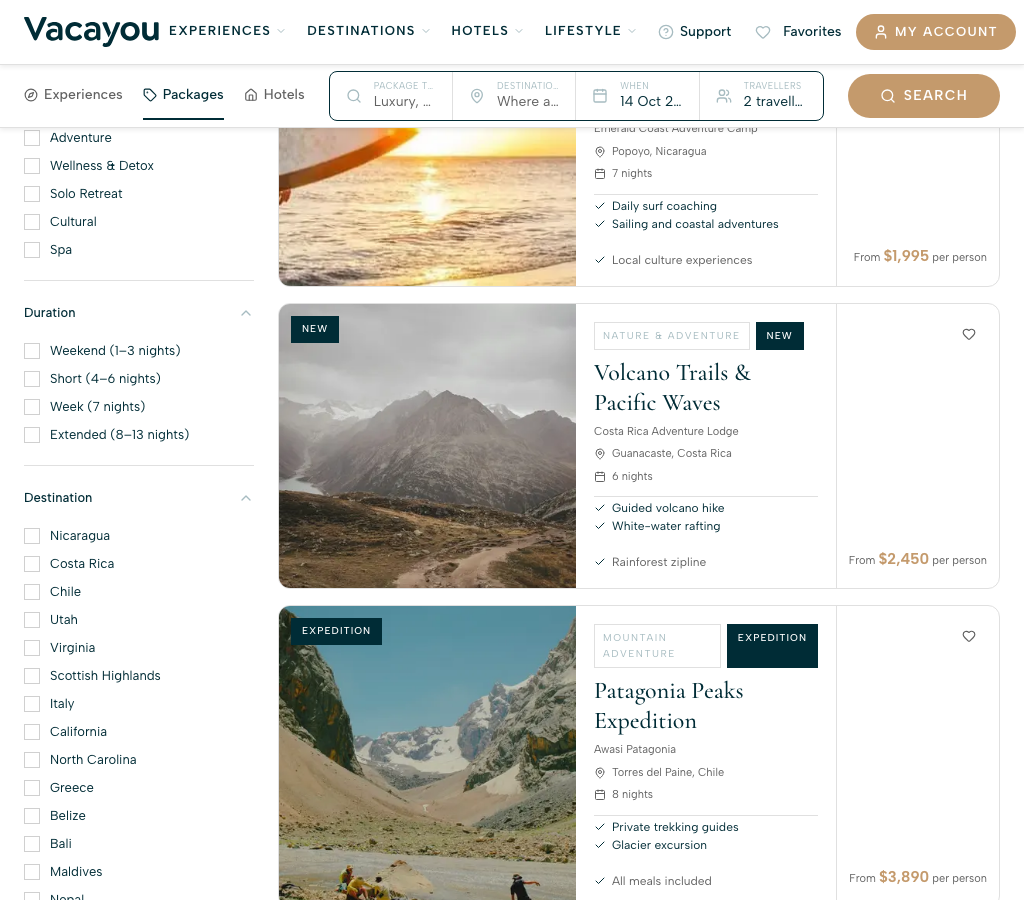 Vacayou
EXPERIENCES
DESTINATIONS
HOTELS
LIFESTYLE
Support
Favorites
MY ACCOUNT
Experiences
Packages
Hotels
PACKAGE T...
Luxury, ...
DESTINATIO...
Where a...
WHEN
14 Oct 2...
TRAVELLERS
2 travell...
SEARCH
Adventure
Wellness & Detox
Solo Retreat
Cultural
Spa
Duration
Weekend (1–3 nights)
Short (4–6 nights)
Week (7 nights)
Extended (8–13 nights)
Destination
Nicaragua
Costa Rica
Chile
Utah
Virginia
Scottish Highlands
Italy
California
North Carolina
Greece
Belize
Bali
Maldives
Nepal
Emerald Coast Adventure Camp
Popoyo, Nicaragua
7 nights
Daily surf coaching
Sailing and coastal adventures
Local culture experiences
From $1,995 per person
NEW
NATURE & ADVENTURE
NEW
Volcano Trails &
Pacific Waves
Costa Rica Adventure Lodge
Guanacaste, Costa Rica
6 nights
Guided volcano hike
White-water rafting
Rainforest zipline
From $2,450 per person
EXPEDITION
MOUNTAIN
ADVENTURE
EXPEDITION
Patagonia Peaks
Expedition
Awasi Patagonia
Torres del Paine, Chile
8 nights
Private trekking guides
Glacier excursion
All meals included
From $3,890 per person